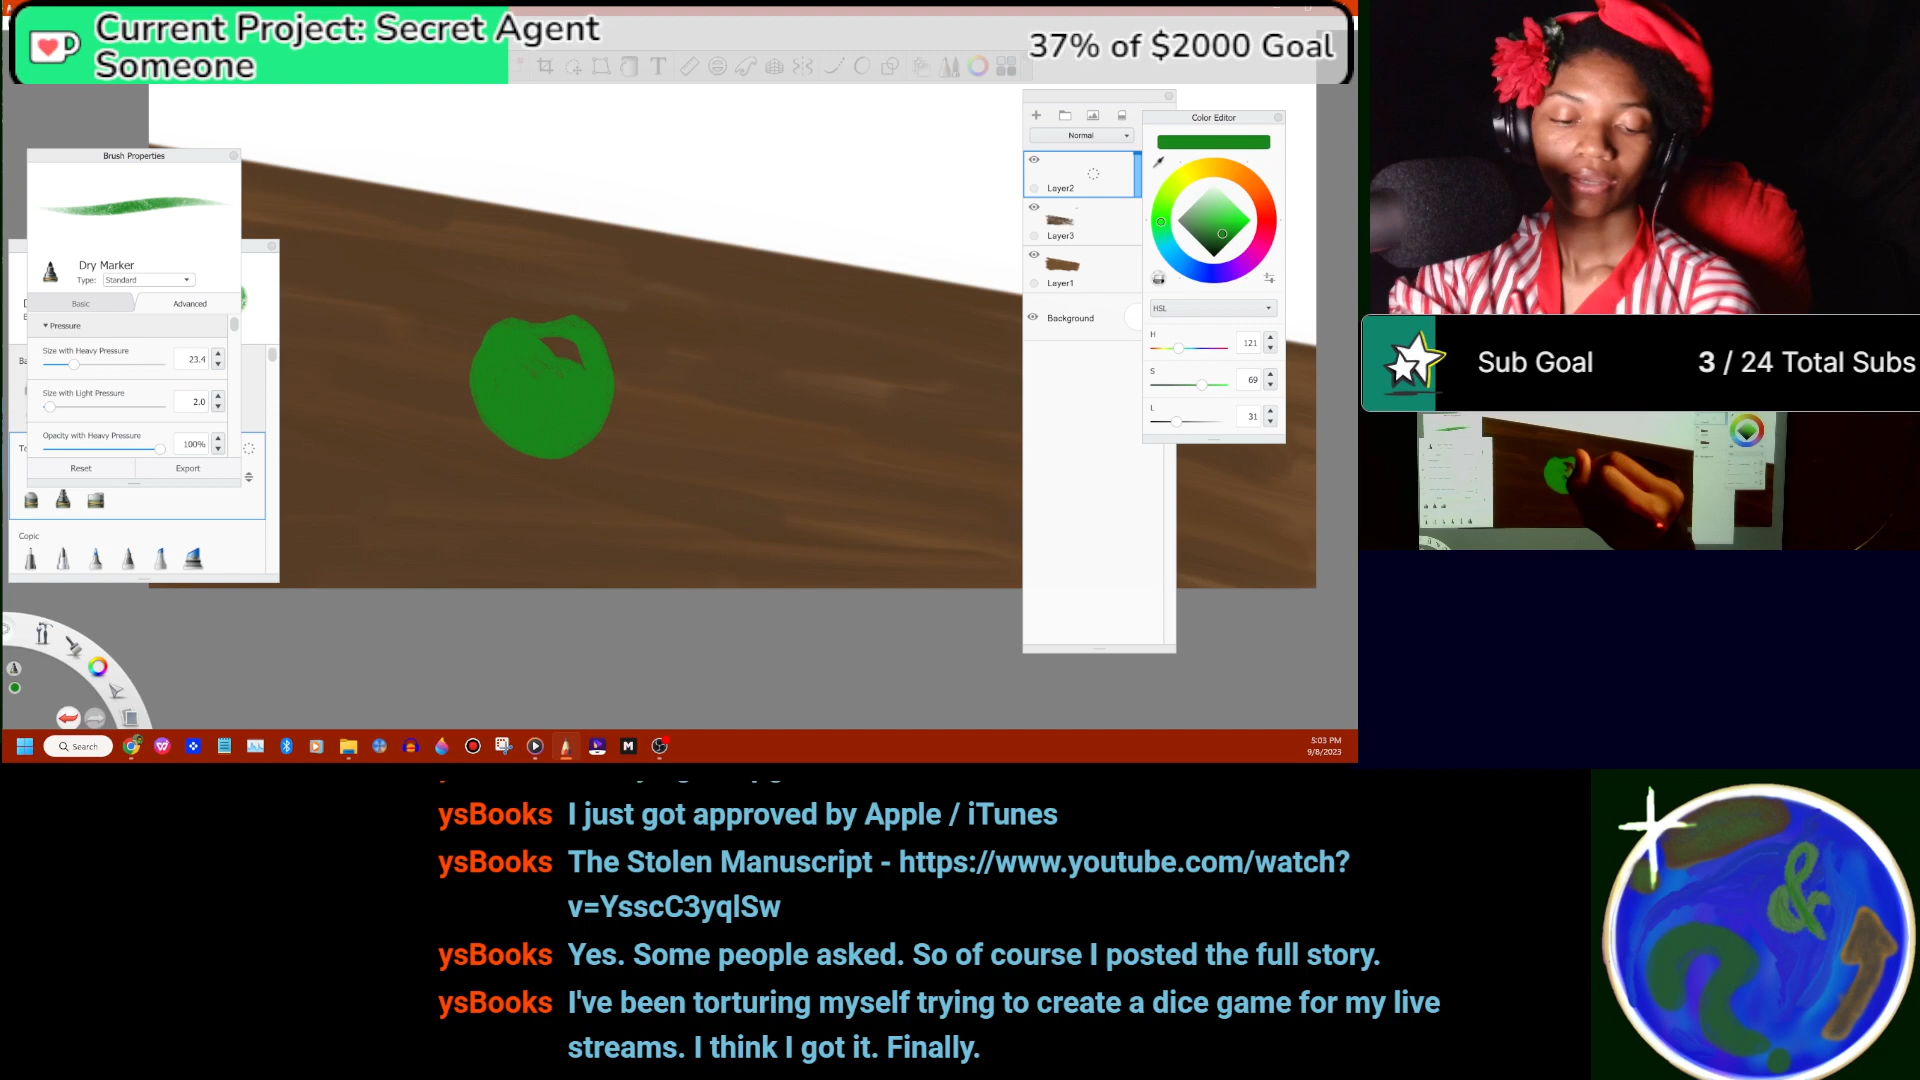 Current Project: Secret Agent
Someone
37% of $2000 Goal
T
Brush Properties
Dry Marker
Type: Standard
Basic
Advanced
Pressure
Size with Heavy Pressure
23.4
Size with Light Pressure
2.0
Opacity with Heavy Pressure
100%
Reset
Export
Copic
Normal
Layer2
Layer3
Layer1
Background
Color Editor
HSL
H
121
S
69
L
31
Sub Goal
3 / 24 Total Subs
Search
M
5:03 PM
9/8/2023
ysBooks I just got approved by Apple / iTunes
ysBooks The Stolen Manuscript - https://www.youtube.com/watch?
v=YsscC3yqlSw
ysBooks Yes. Some people asked. So of course I posted the full story.
ysBooks I've been torturing myself trying to create a dice game for my live
streams. I think I got it. Finally.
&